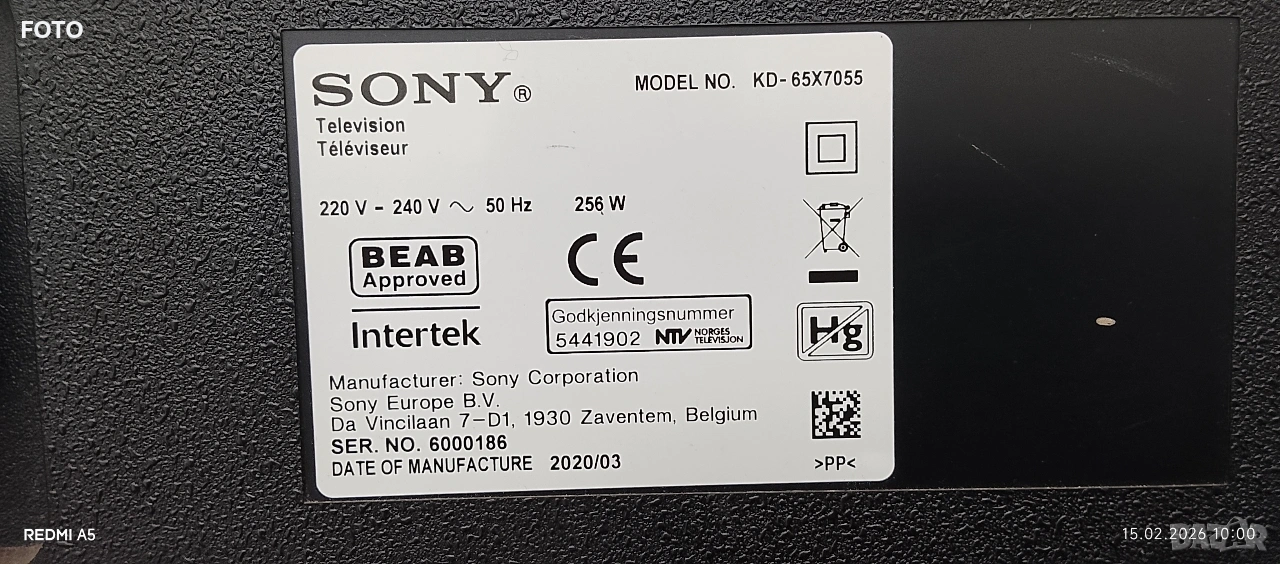 FOTO
SONY®
MODEL NO. KD-65X7055
Television
Téléviseur
220 V - 240 V ~ 50 Hz 256 W
BEAB
Approved
CE
Intertek
Godkjenningsnummer
5441902 NTV NORGES TELEVISJON
Hg
Manufacturer: Sony Corporation
Sony Europe B.V.
Da Vincilaan 7-D1, 1930 Zaventem, Belgium
SER. NO. 6000186
DATE OF MANUFACTURE 2020/03
>PP<
REDMI A5
15.02.2026 10:00
DAZAR